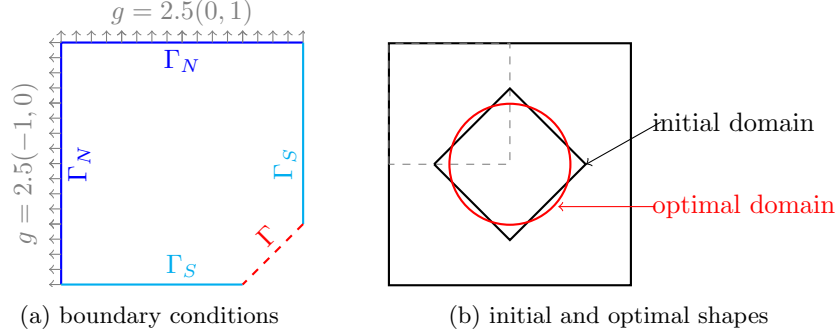 g = 2.5(0, 1)
Γ_N
g = 2.5(−1, 0)
Γ_N
Γ_S
Γ
Γ_S
initial domain
optimal domain
(a) boundary conditions
(b) initial and optimal shapes